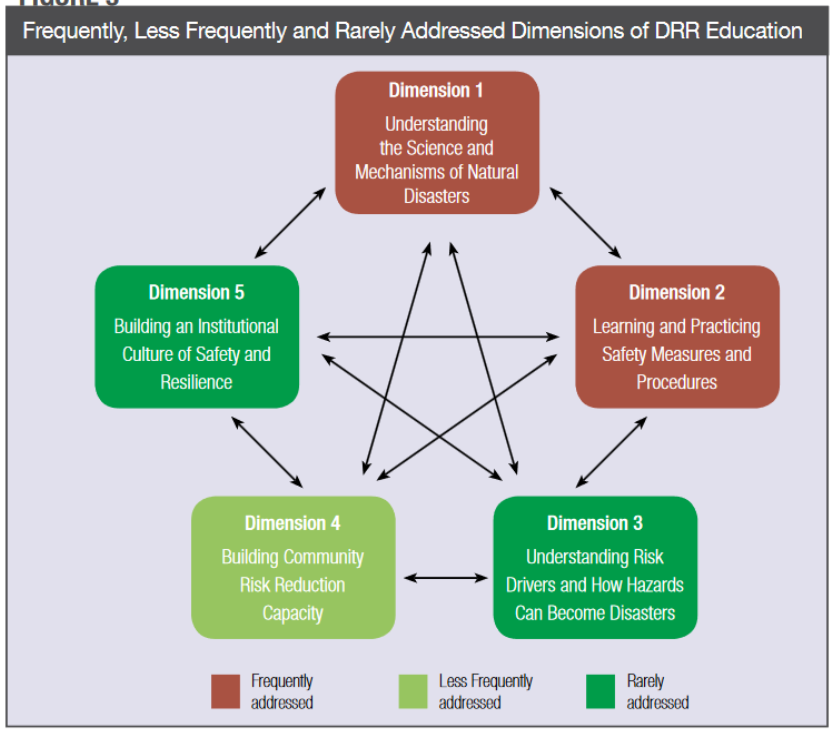 FIGURE 3
Frequently, Less Frequently and Rarely Addressed Dimensions of DRR Education
Dimension 1
Understanding
the Science and
Mechanisms of Natural
Disasters
Dimension 5
Building an Institutional
Culture of Safety and
Resilience
Dimension 2
Learning and Practicing
Safety Measures and
Procedures
Dimension 4
Building Community
Risk Reduction
Capacity
Dimension 3
Understanding Risk
Drivers and How Hazards
Can Become Disasters
Frequently
addressed
Less Frequently
addressed
Rarely
addressed